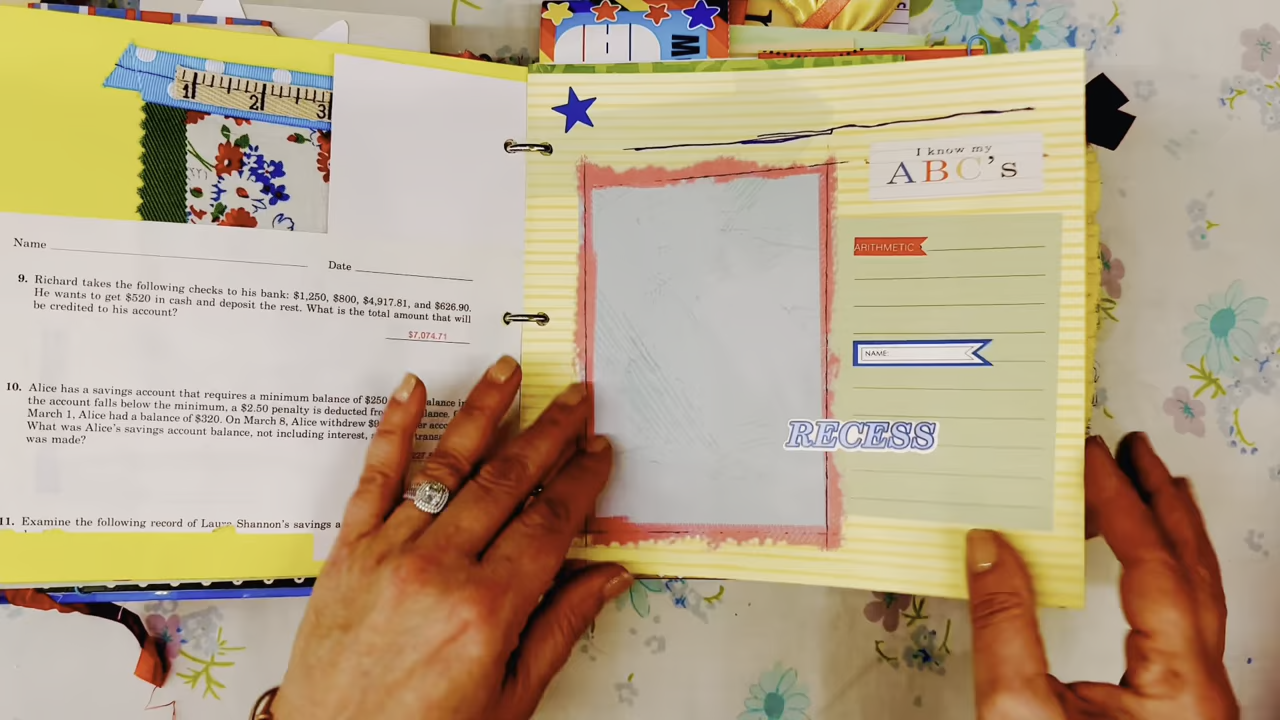 1 2 3
Name Date
9. Richard takes the following checks to his bank: $1,250, $800, $4,917.81, and $626.90.
He wants to get $520 in cash and deposit the rest. What is the total amount that will
be credited to his account?
$7,074.71
10. Alice has a savings account that requires a minimum balance of $250
the account falls below the minimum, a $2.50 penalty is deducted
March 1, Alice had a balance of $320. On March 8, Alice withdrew
What was Alice's savings account balance, not including interest,
was made?
11. Examine the following record of Laura Shannon's savings
I know my
ABC's
ARITHMETIC
NAME:
RECESS